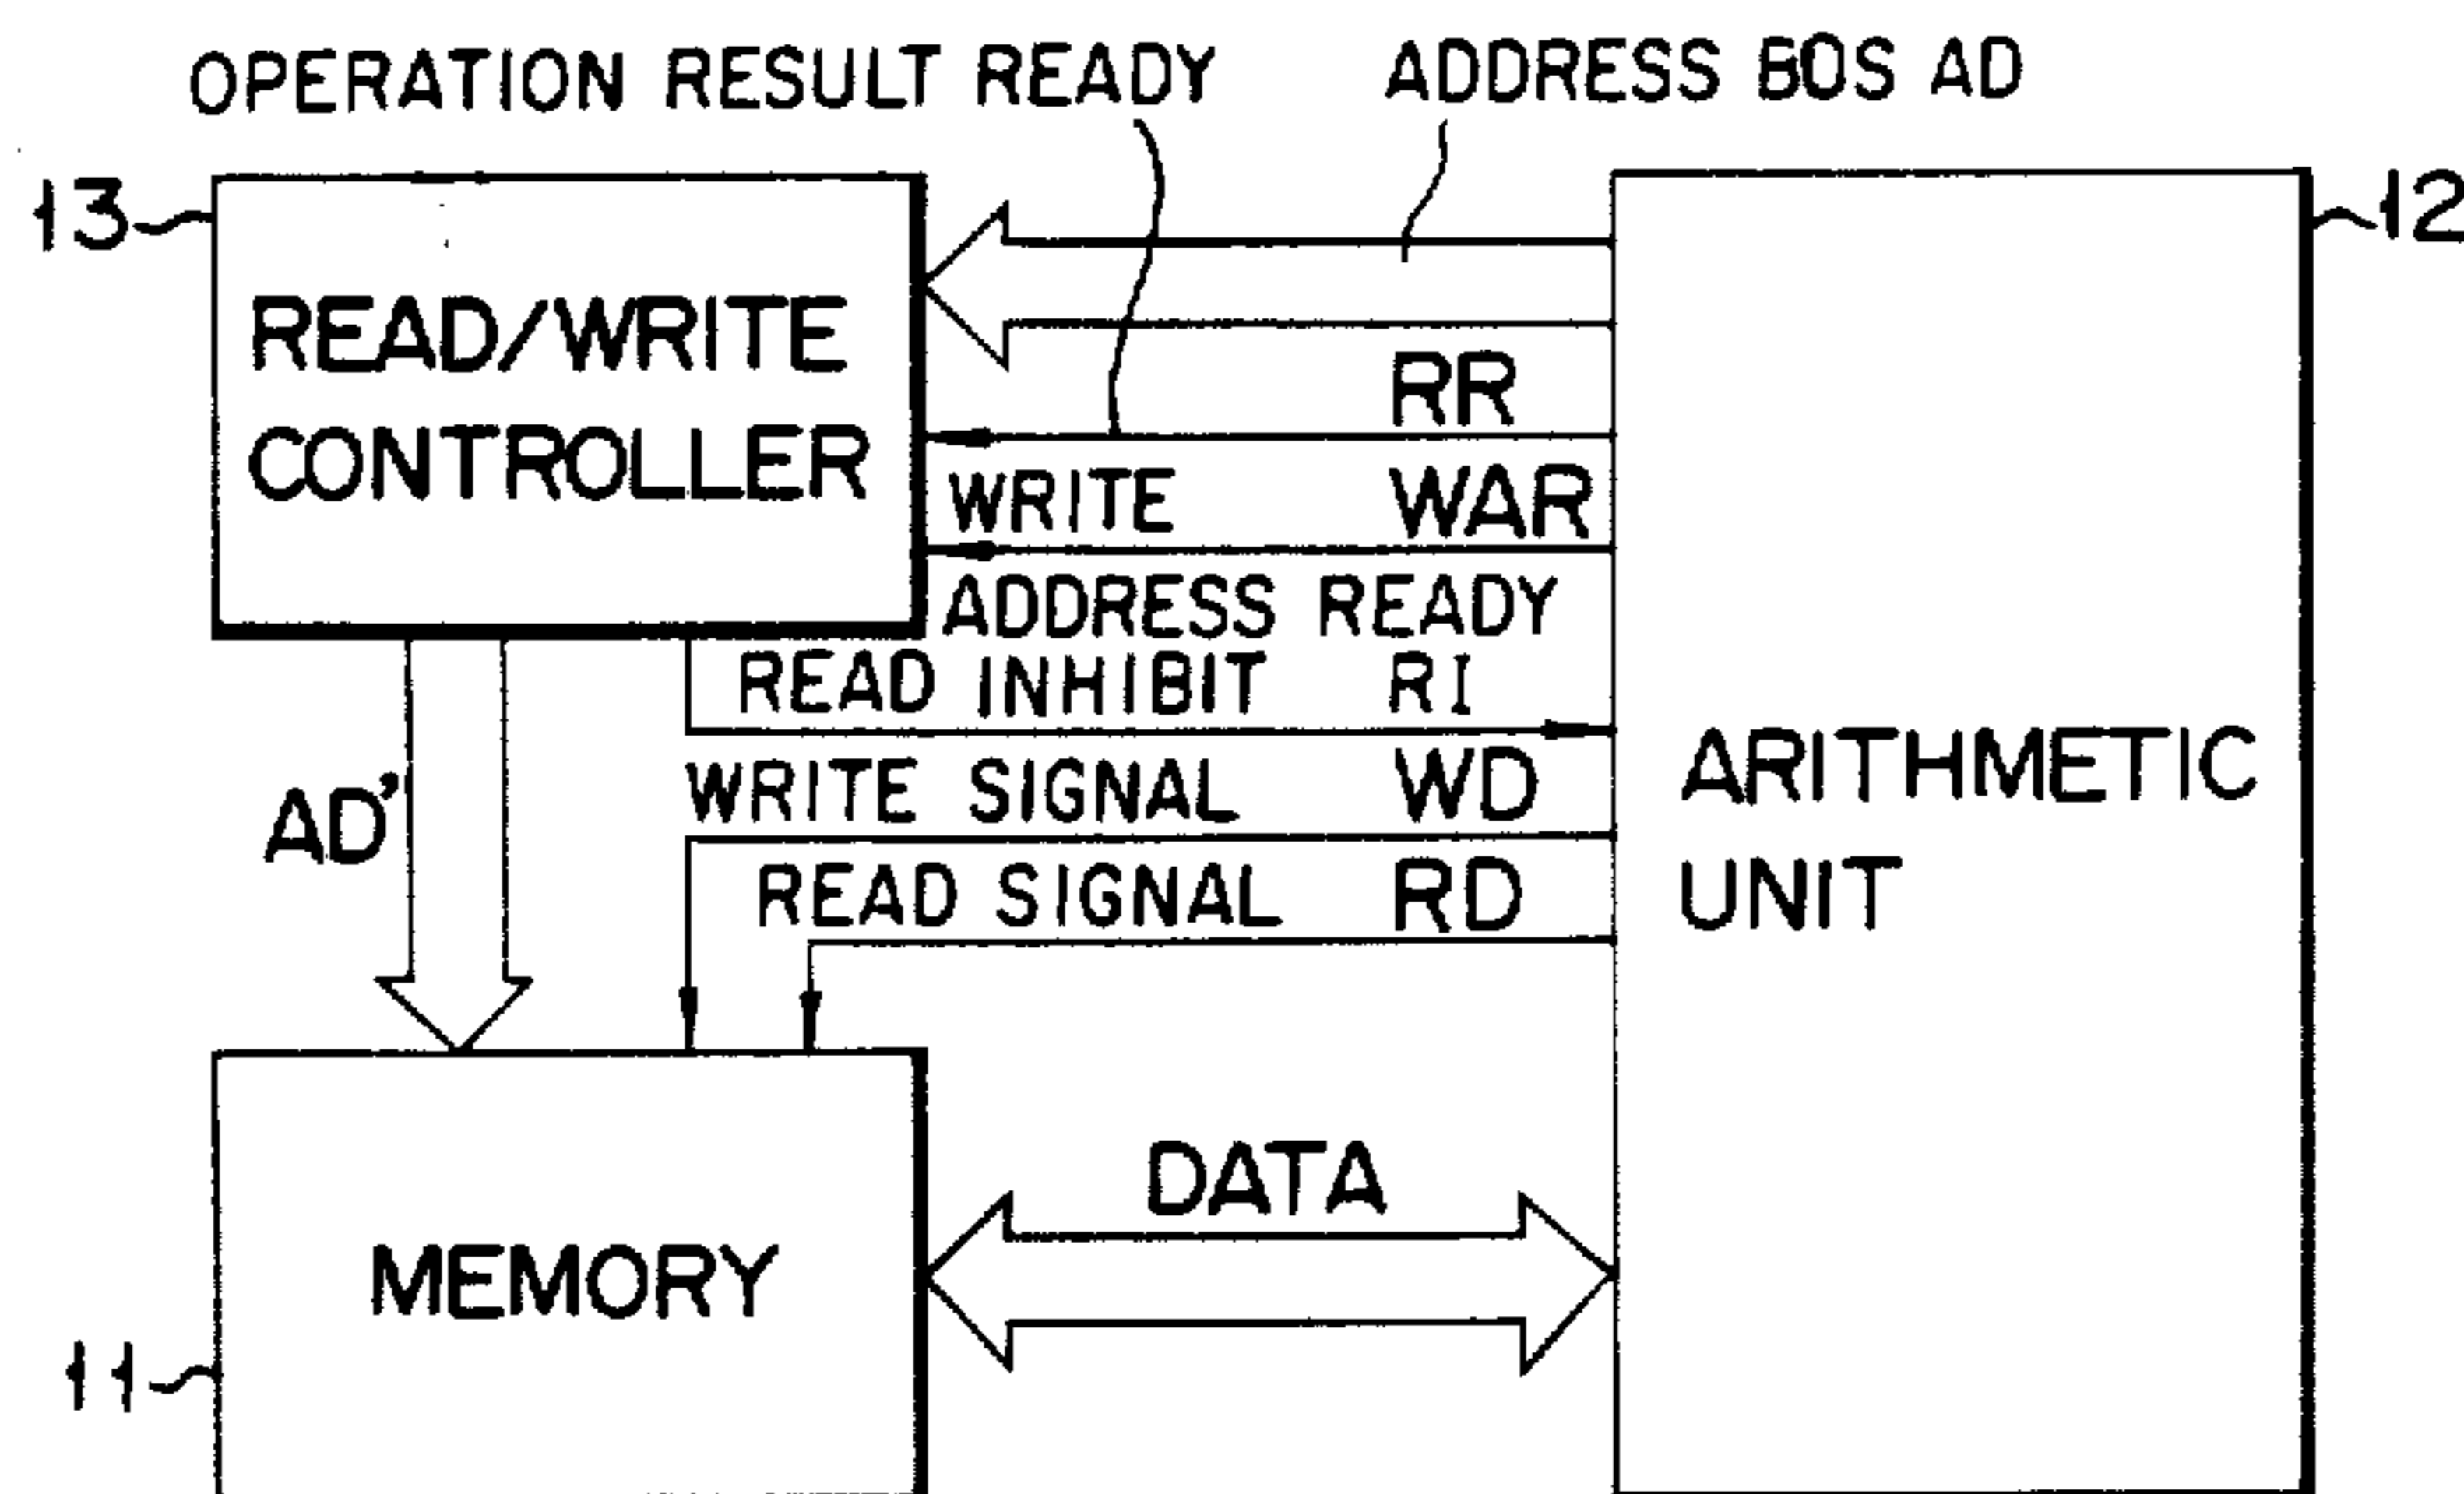 OPERATION RESULT READY
ADDRESS BOS AD
13
12
READ/WRITE
CONTROLLER
RR
WRITE WAR
ADDRESS READY
READ INHIBIT RI
WRITE SIGNAL WD
READ SIGNAL RD
AD'
ARITHMETIC
UNIT
DATA
MEMORY
11